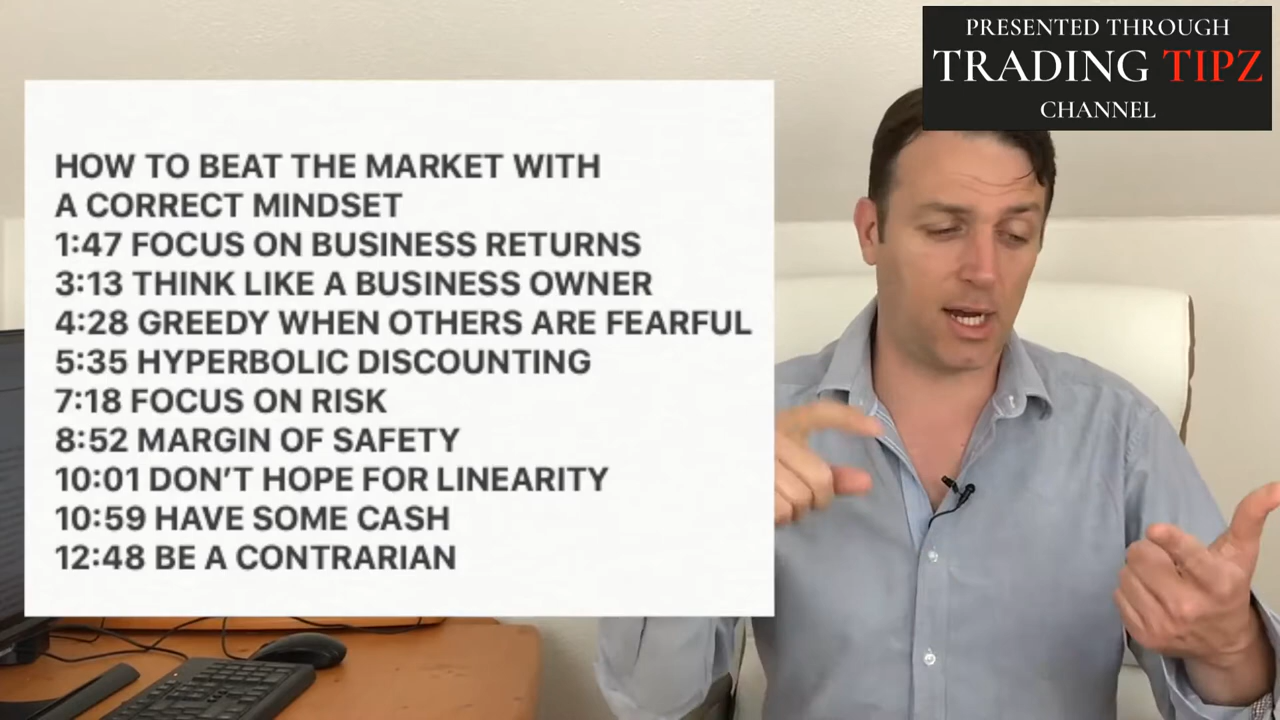 PRESENTED THROUGH
TRADING TIPZ
CHANNEL
HOW TO BEAT THE MARKET WITH
A CORRECT MINDSET
1:47 FOCUS ON BUSINESS RETURNS
3:13 THINK LIKE A BUSINESS OWNER
4:28 GREEDY WHEN OTHERS ARE FEARFUL
5:35 HYPERBOLIC DISCOUNTING
7:18 FOCUS ON RISK
8:52 MARGIN OF SAFETY
10:01 DON'T HOPE FOR LINEARITY
10:59 HAVE SOME CASH
12:48 BE A CONTRARIAN